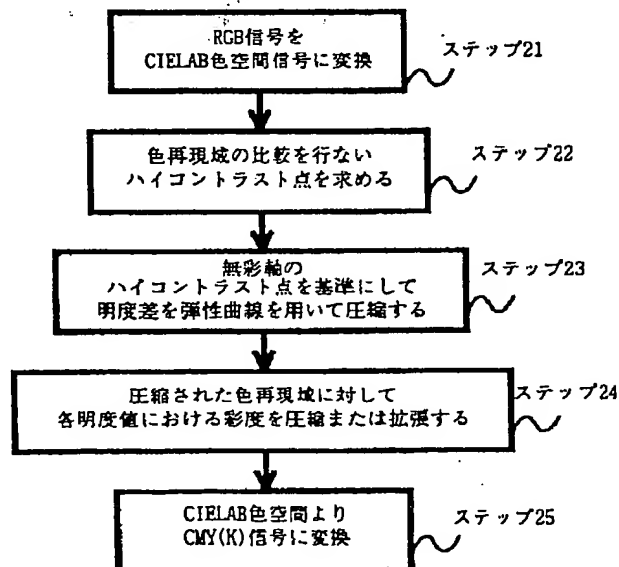 RGB信号を
CIELAB色空間信号に変換
ステップ21
色再現域の比較を行ない
ハイコントラスト点を求める
ステップ22
無彩軸の
ハイコントラスト点を基準にして
明度差を弾性曲線を用いて圧縮する
ステップ23
圧縮された色再現域に対して
各明度値における彩度を圧縮または拡張する
ステップ24
CIELAB色空間より
CMY(K)信号に変換
ステップ25